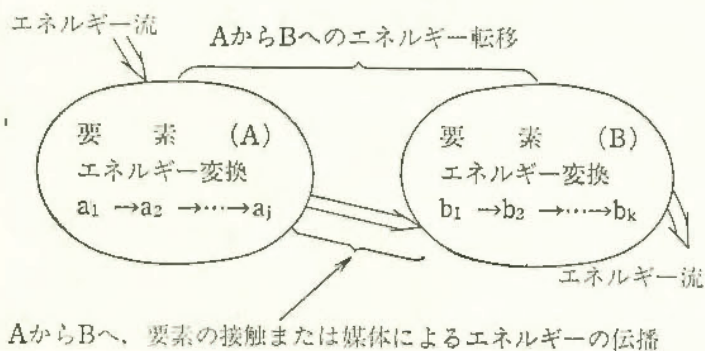 エネルギー流
AからBへのエネルギー転移
要 素 (A)
エネルギー変換
a₁ →a₂ →⋯→aⱼ
要 素 (B)
エネルギー変換
b₁ →b₂ →⋯→bₖ
エネルギー流
AからBへ、要素の接触または媒体によるエネルギーの伝播